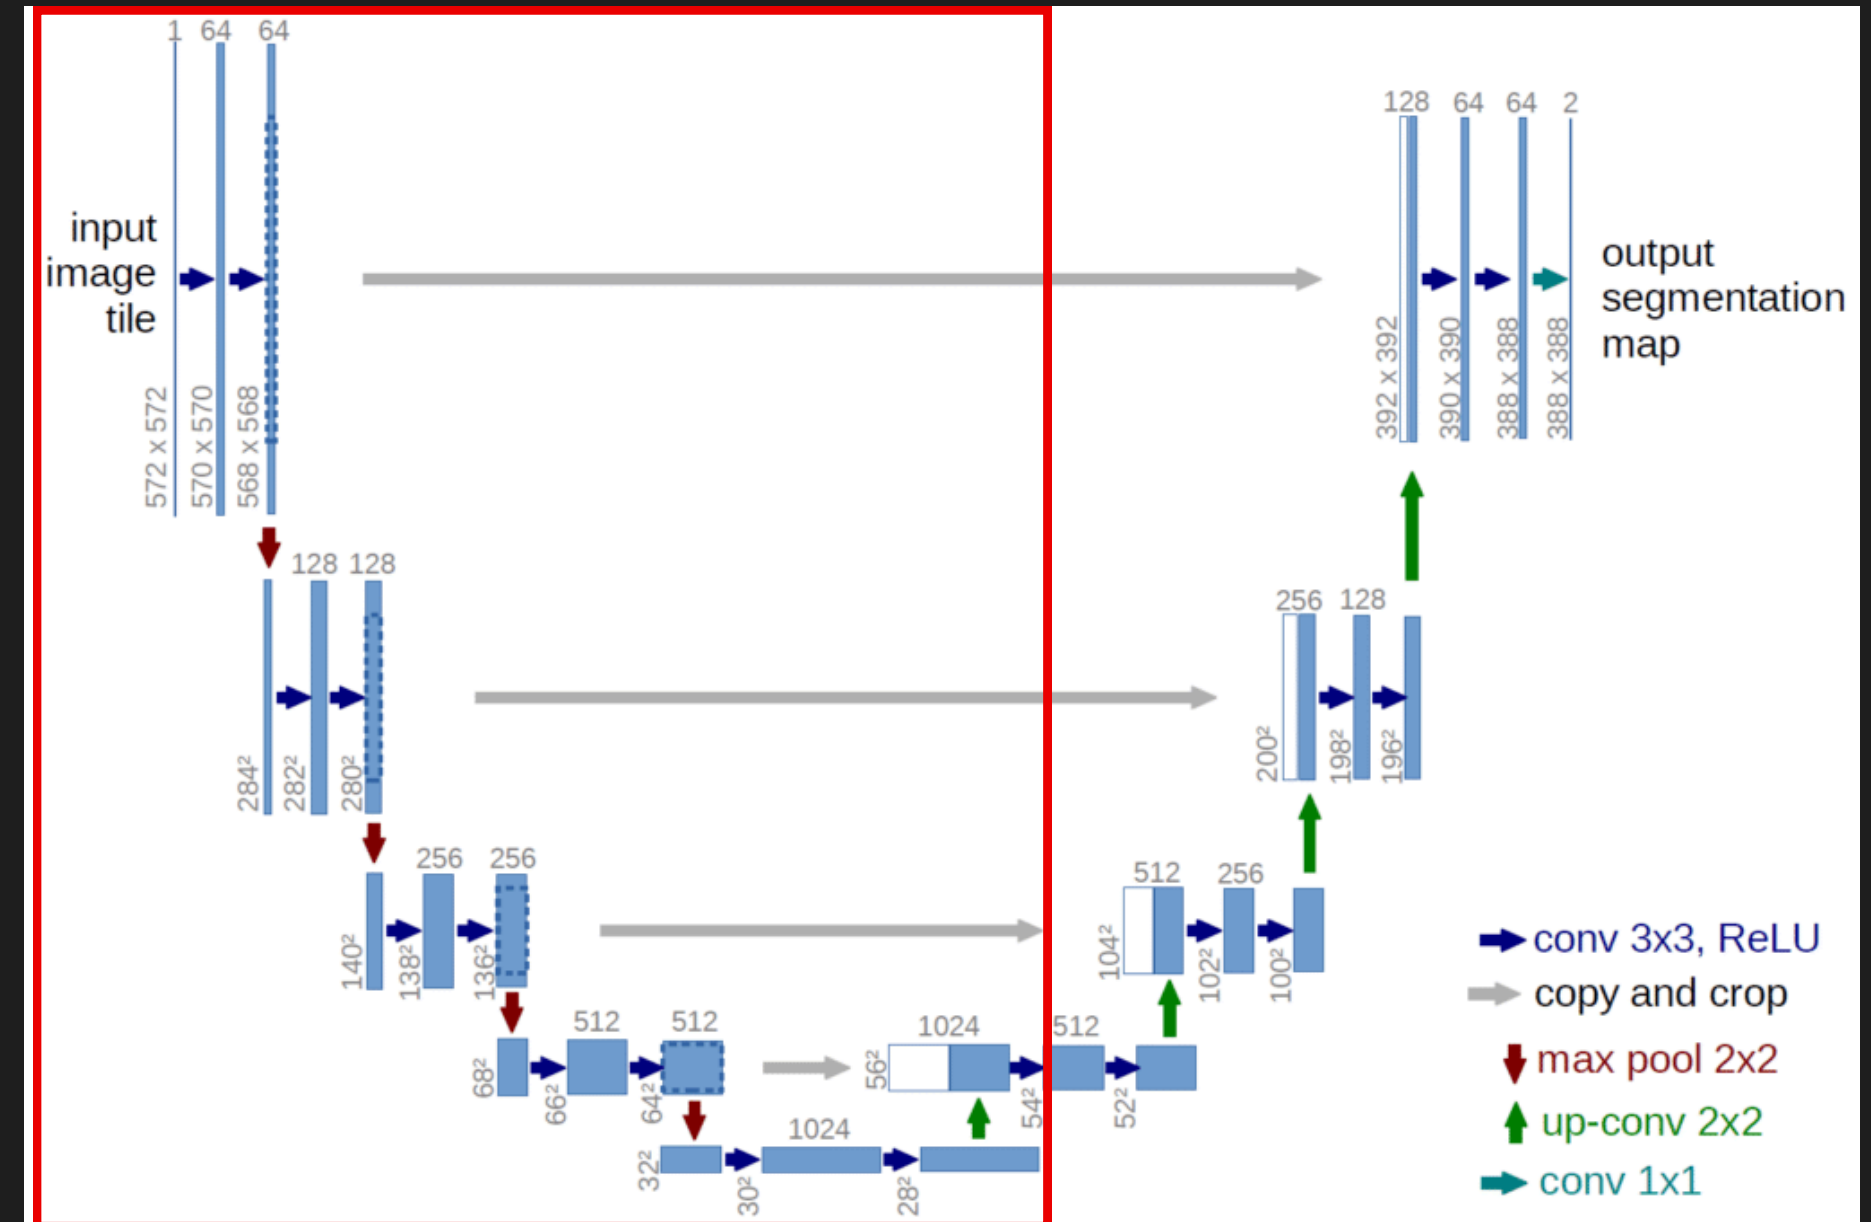 1 64 64
input
image
tile
572 x 572
570 x 570
568 x 568
128 128
284²
282²
280²
256 256
140²
138²
136²
512 512
68²
66²
64²
1024
32²
30²
28²
1024 512
56²
54²
52²
512 256
104²
102²
100²
256 128
200²
198²
196²
128 64 64 2
392 x 392
390 x 390
388 x 388
388 x 388
output
segmentation
map
conv 3x3, ReLU
copy and crop
max pool 2x2
up-conv 2x2
conv 1x1